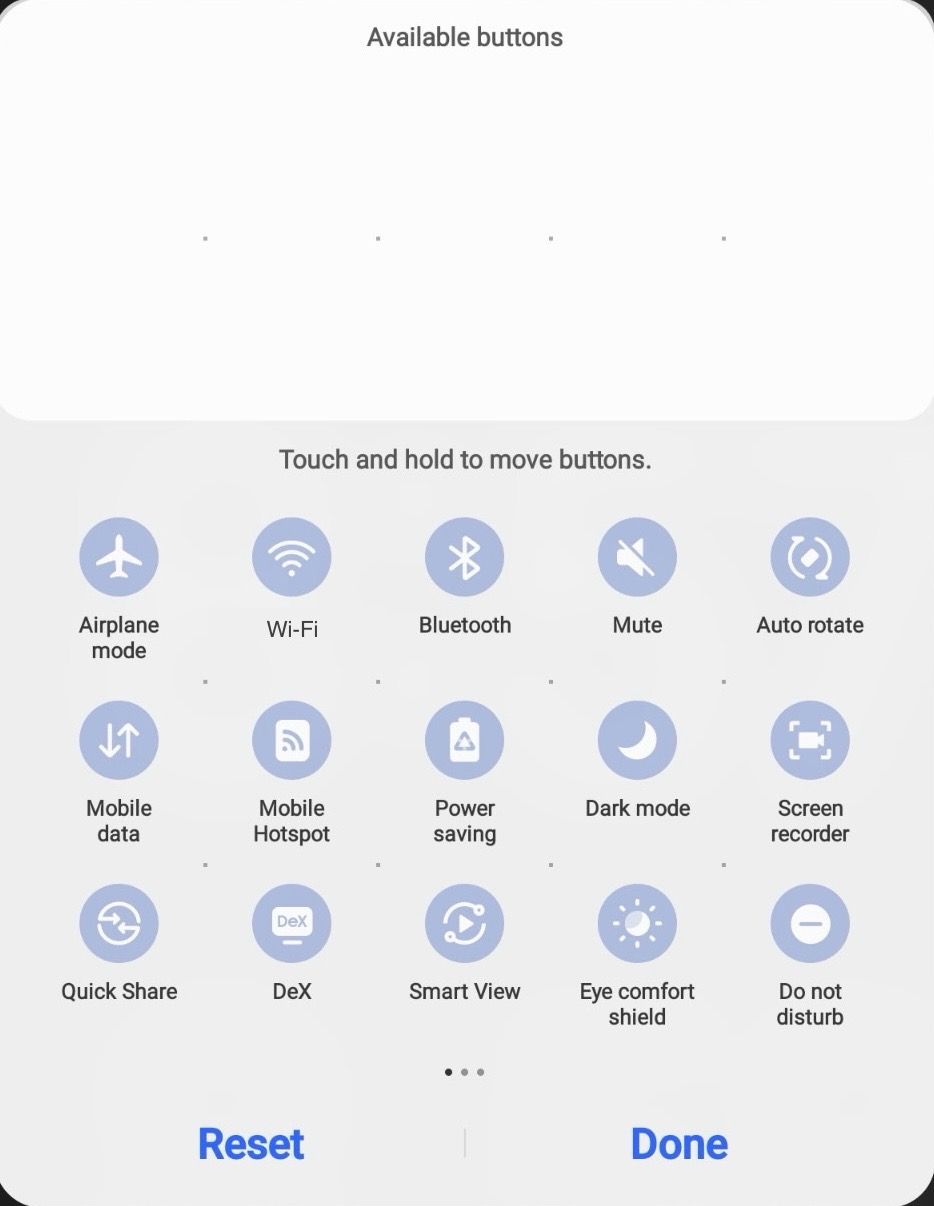 Available buttons
Touch and hold to move buttons.
Airplane mode
Wi-Fi
Bluetooth
Mute
Auto rotate
Mobile data
Mobile Hotspot
Power saving
Dark mode
Screen recorder
Quick Share
DeX
DeX
Smart View
Eye comfort shield
Do not disturb
Reset
Done